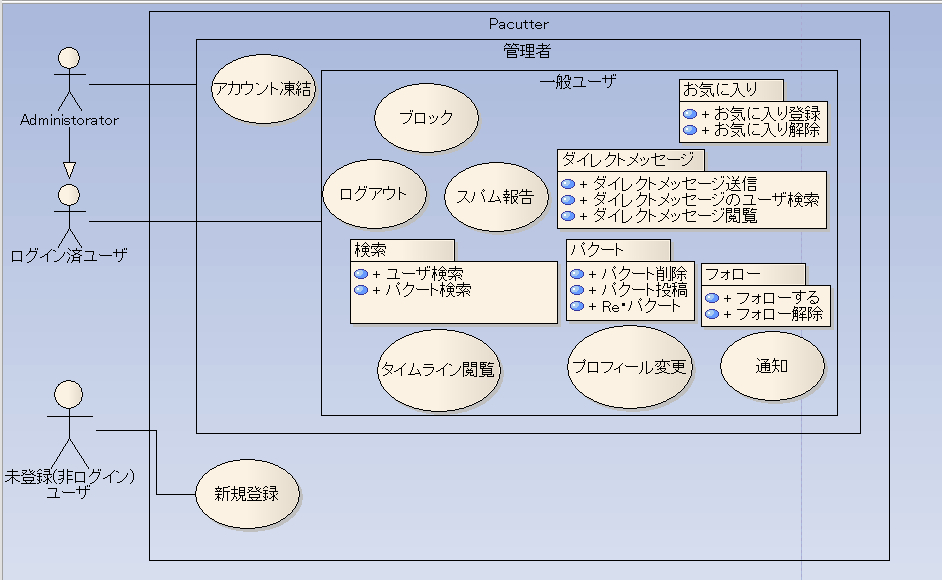 Pacutter
管理者
一般ユーザ
Administorator
アカウント凍結
ブロック
お気に入り
+ お気に入り登録
+ お気に入り解除
ログイン済ユーザ
ログアウト
スパム報告
ダイレクトメッセージ
+ ダイレクトメッセージ送信
+ ダイレクトメッセージのユーザ検索
+ ダイレクトメッセージ閲覧
検索
+ ユーザ検索
+ パクート検索
パクート
+ パクート削除
+ パクート投稿
+ Re・パクート
フォロー
+ フォローする
+ フォロー解除
タイムライン閲覧
プロフィール変更
通知
未登録(非ログイン)
ユーザ
新規登録